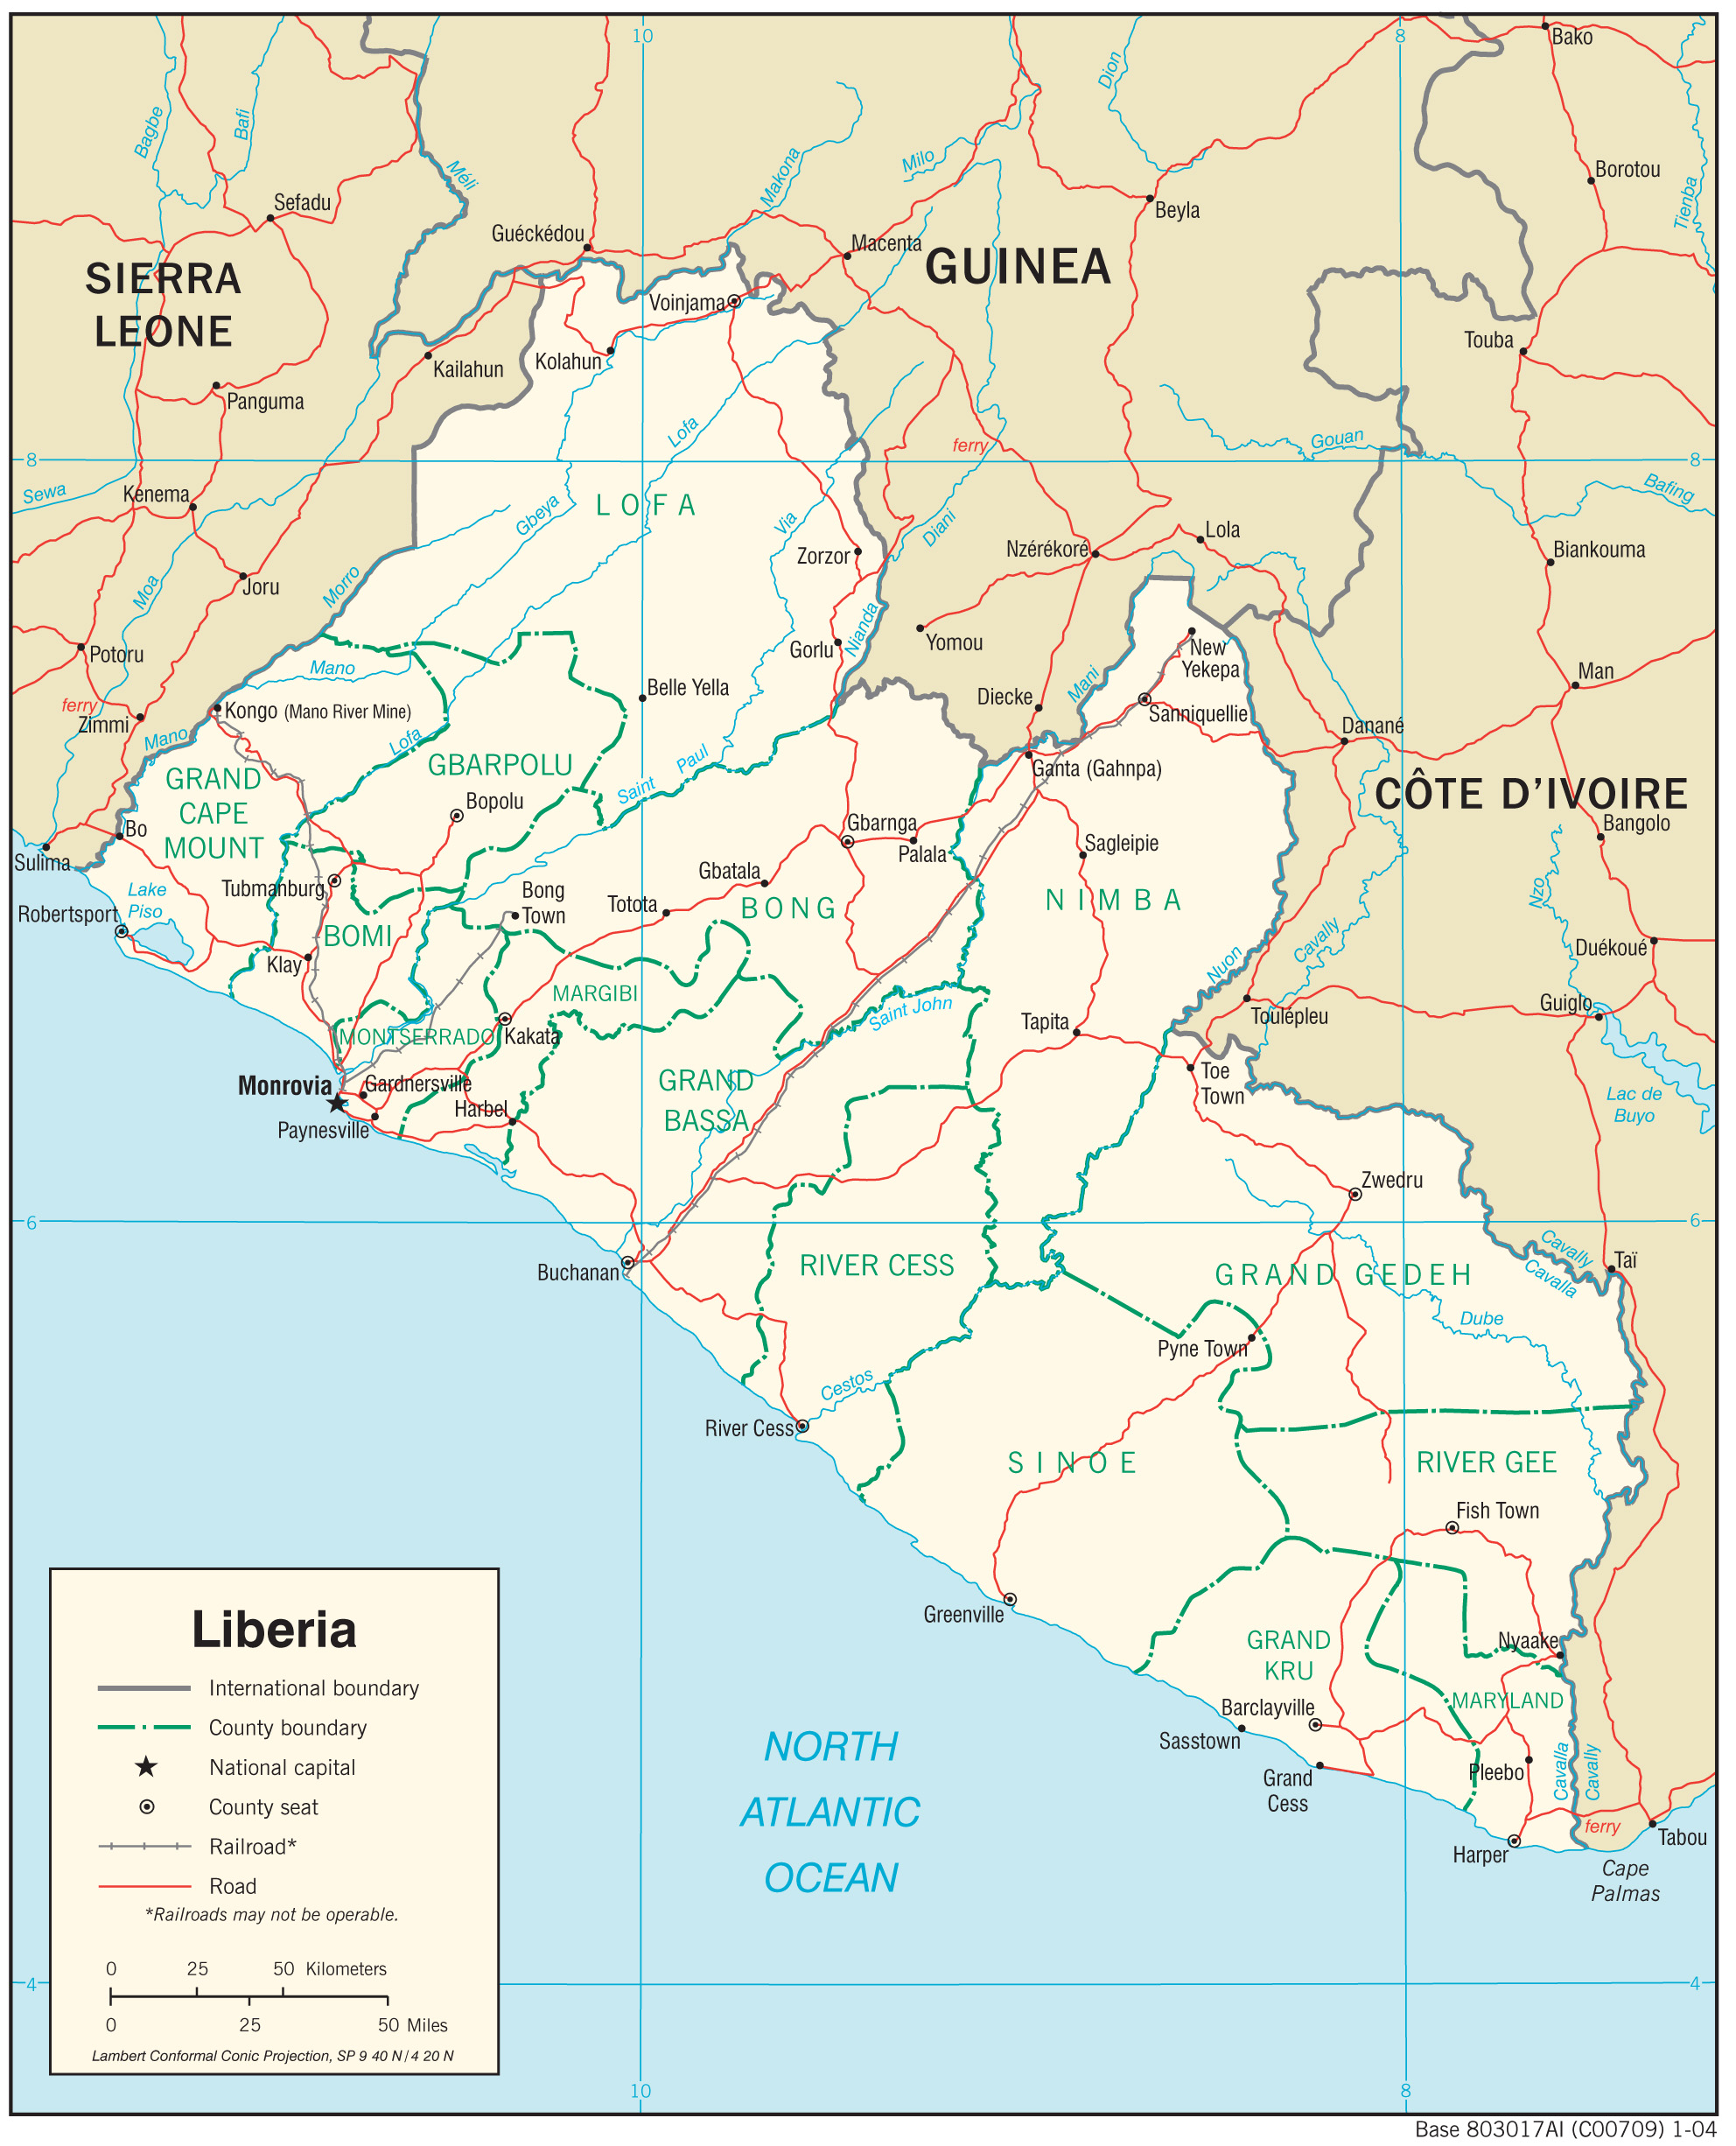 10
8
Bako
Dion
Bagbe
Bafi
Méli
Makona
Milo
Borotou
Tienba
Sefadu
Beyla
Guéckédou
Macenta
SIERRA
LEONE
GUINEA
Voinjama
Touba
Kolahun
Kailahun
Panguma
Lofa
ferry
Gouan
8
8
Sewa
Kenema
Bafing
LOFA
Gbeya
Via
Diani
Lola
Nzérékoré
Biankouma
Zorzor
Joru
Moa
Morro
Nianda
Yomou
Gorlu
New
Yekepa
Potoru
Mano
Man
Belle Yella
Mani
Diecke
ferry
Zimmi
Kongo (Mano River Mine)
Sanniquellie
Danané
Mano
Lofa
GBARPOLU
Saint Paul
Ganta (Gahnpa)
GRAND
CAPE
MOUNT
CÔTE D'IVOIRE
Bopolu
Bo
Gbarnga
Bangolo
Sulima
Palala
Sagleipie
Gbatala
Tubmanburg
Lake
Piso
Bong
Town
Totota
BONG
NIMBA
Nzo
Robertsport
BOMI
Cavally
Duékoué
Klay
Nuon
MARGIBI
Saint John
Guiglo
Toulépleu
Tapita
MONTSERRADO
Kakata
Monrovia
Gardnersville
GRAND
BASSA
Toe
Town
Lac de
Buyo
Harbel
Paynesville
Zwedru
6
6
Buchanan
RIVER CESS
GRAND GEDEH
Cavally
Cavalla
Taï
Dube
Pyne Town
Cestos
River Cess
SINOE
RIVER GEE
Fish Town
Greenville
GRAND
KRU
Nyaake
MARYLAND
Barclayville
Sasstown
Grand
Cess
Pleebo
Cavalla
Cavally
ferry
Tabou
Harper
Cape
Palmas
NORTH
ATLANTIC
OCEAN
Liberia
International boundary
County boundary
National capital
County seat
Railroad*
Road
*Railroads may not be operable.
0 25 50 Kilometers
0 25 50 Miles
Lambert Conformal Conic Projection, SP 9 40 N / 4 20 N
4
4
10
8
Base 803017AI (C00709) 1-04